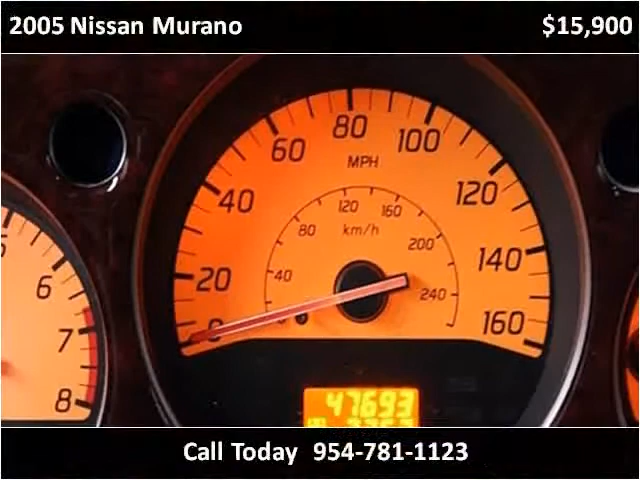 2005 Nissan Murano $15,900
80
60 100
MPH
40 120
120 160
80 km/h 200
20 40 240 140
0 0 160
6
7
8
47693
Call Today 954-781-1123